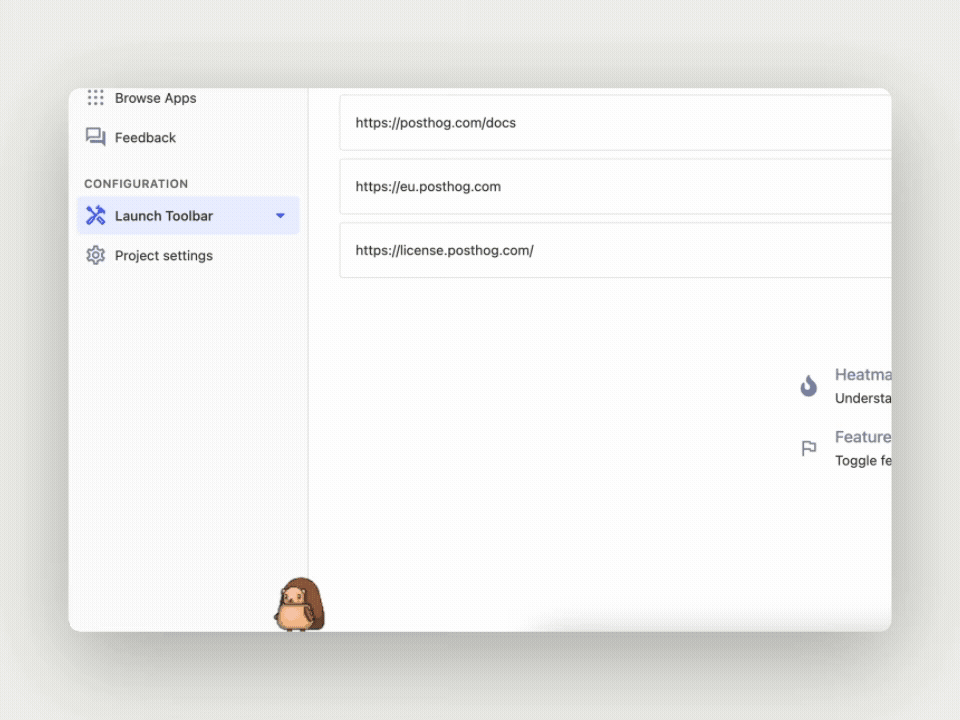 Browse Apps
Feedback
CONFIGURATION
Launch Toolbar
Project settings
https://posthog.com/docs
https://eu.posthog.com
https://license.posthog.com/
Heatma
Understa
Feature
Toggle fe